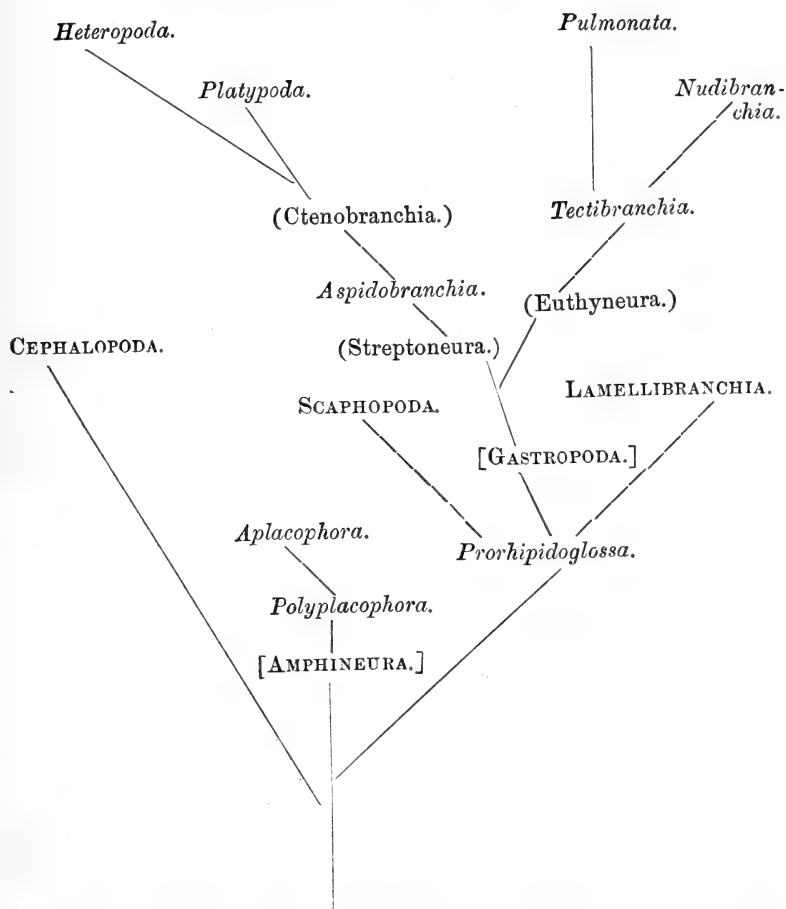 Heteropoda.
Pulmonata.
Platypoda.
Nudibran-
chia.
(Ctenobranchia.)
Tectibranchia.
Aspidobranchia.
(Euthyneura.)
CEPHALOPODA.
(Streptoneura.)
LAMELLIBRANCHIA.
SCAPHOPODA.
[GASTROPODA.]
Aplacophora.
Prorhipidoglossa.
Polyplacophora.
[AMPHINEURA.]